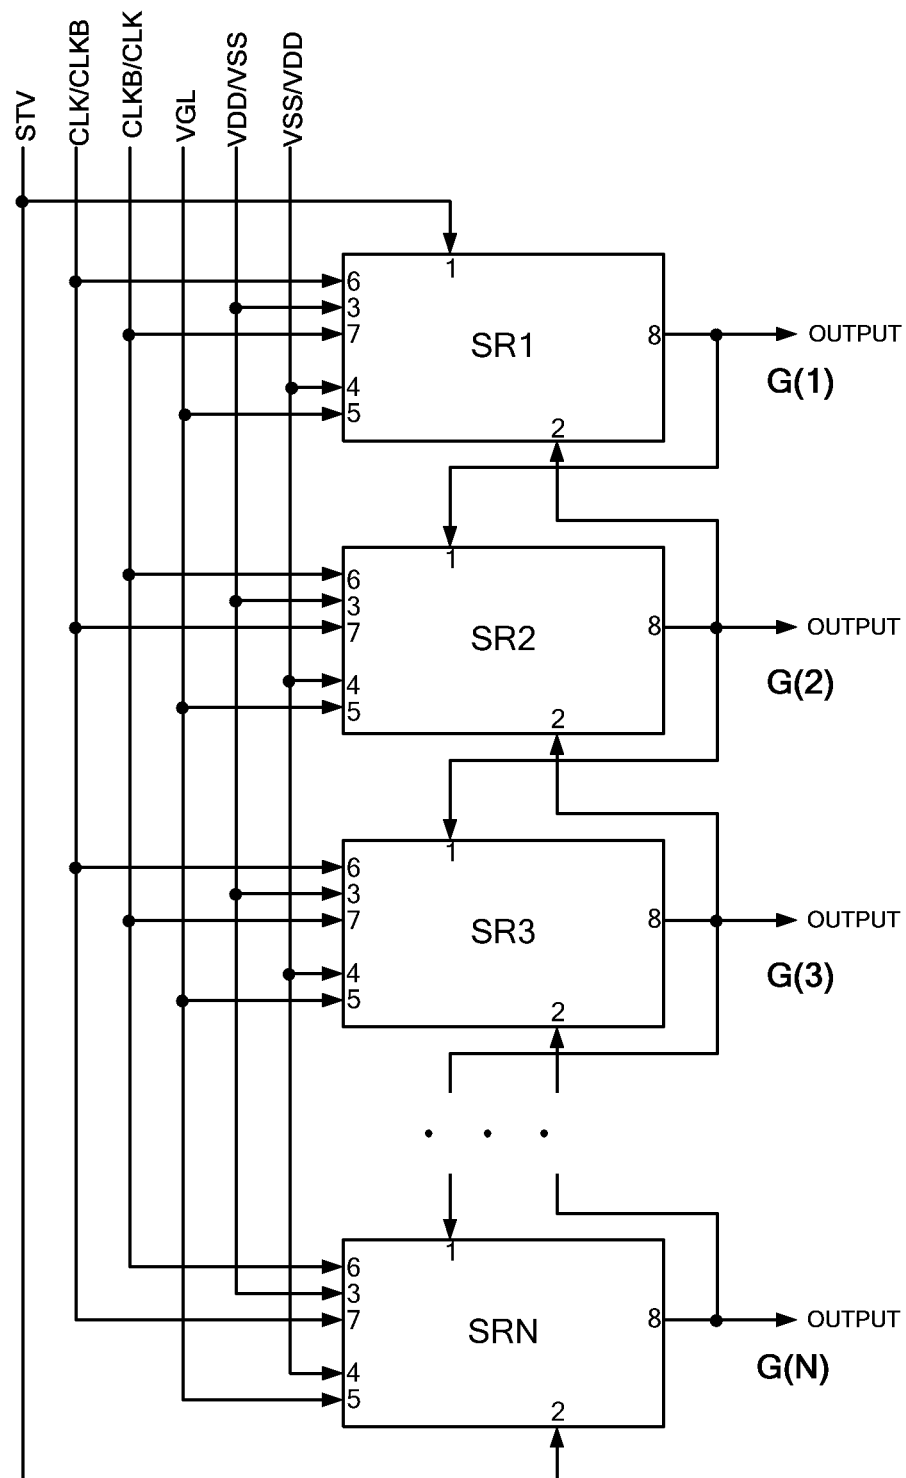 STV
CLK/CLKB
CLKB/CLK
VGL
VDD/VSS
VSS/VDD
1
6
3
7
4
5
SR1
8
2
OUTPUT
G(1)
1
6
3
7
4
5
SR2
8
2
OUTPUT
G(2)
1
6
3
7
4
5
SR3
8
2
OUTPUT
G(3)
. . .
1
6
3
7
4
5
SRN
8
2
OUTPUT
G(N)